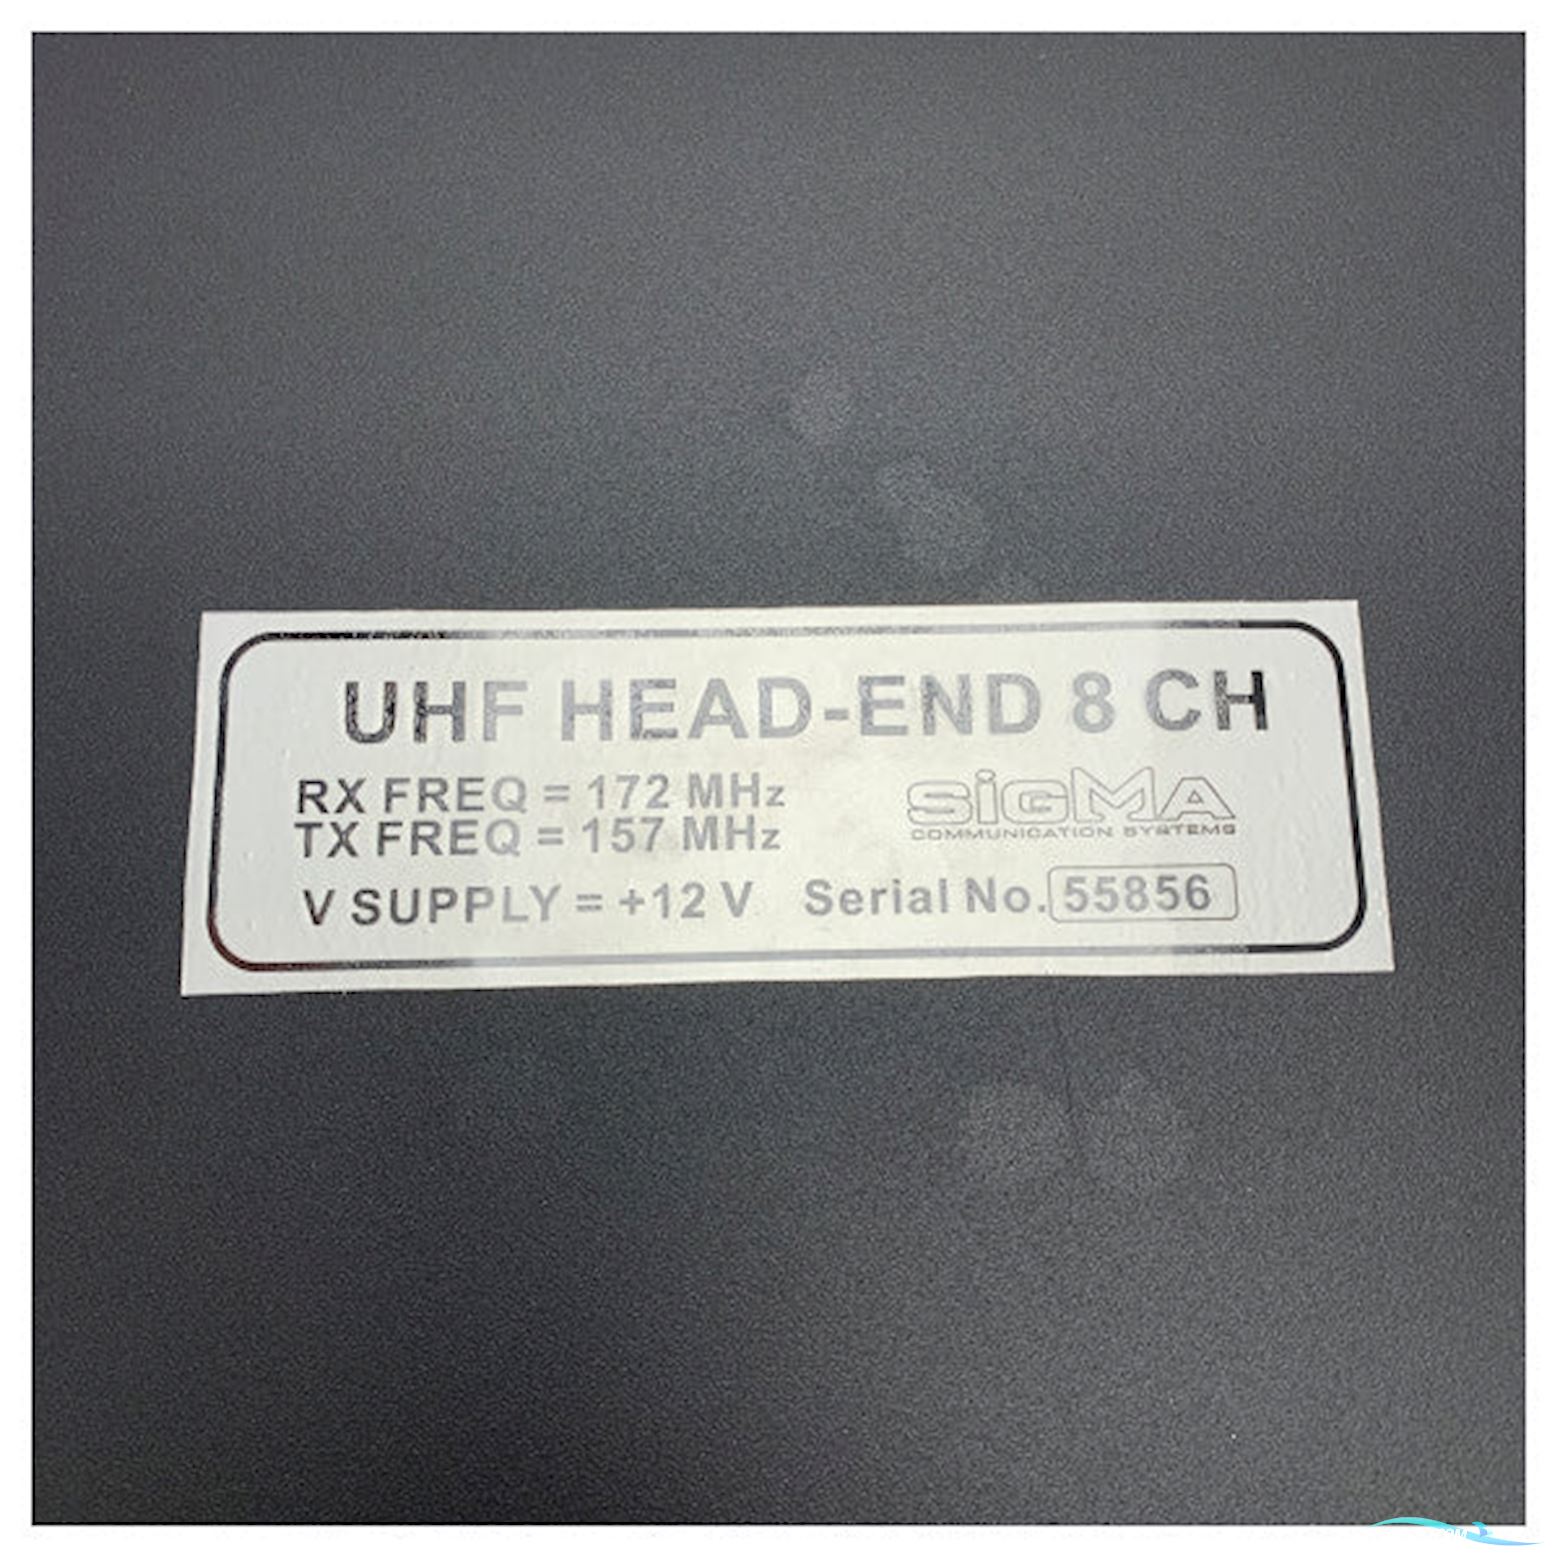 UHF HEAD-END 8 CH
RX FREQ = 172 MHz
TX FREQ = 157 MHz
SiGMA
COMMUNICATION SYSTEMS
V SUPPLY = +12 V Serial No. 55856